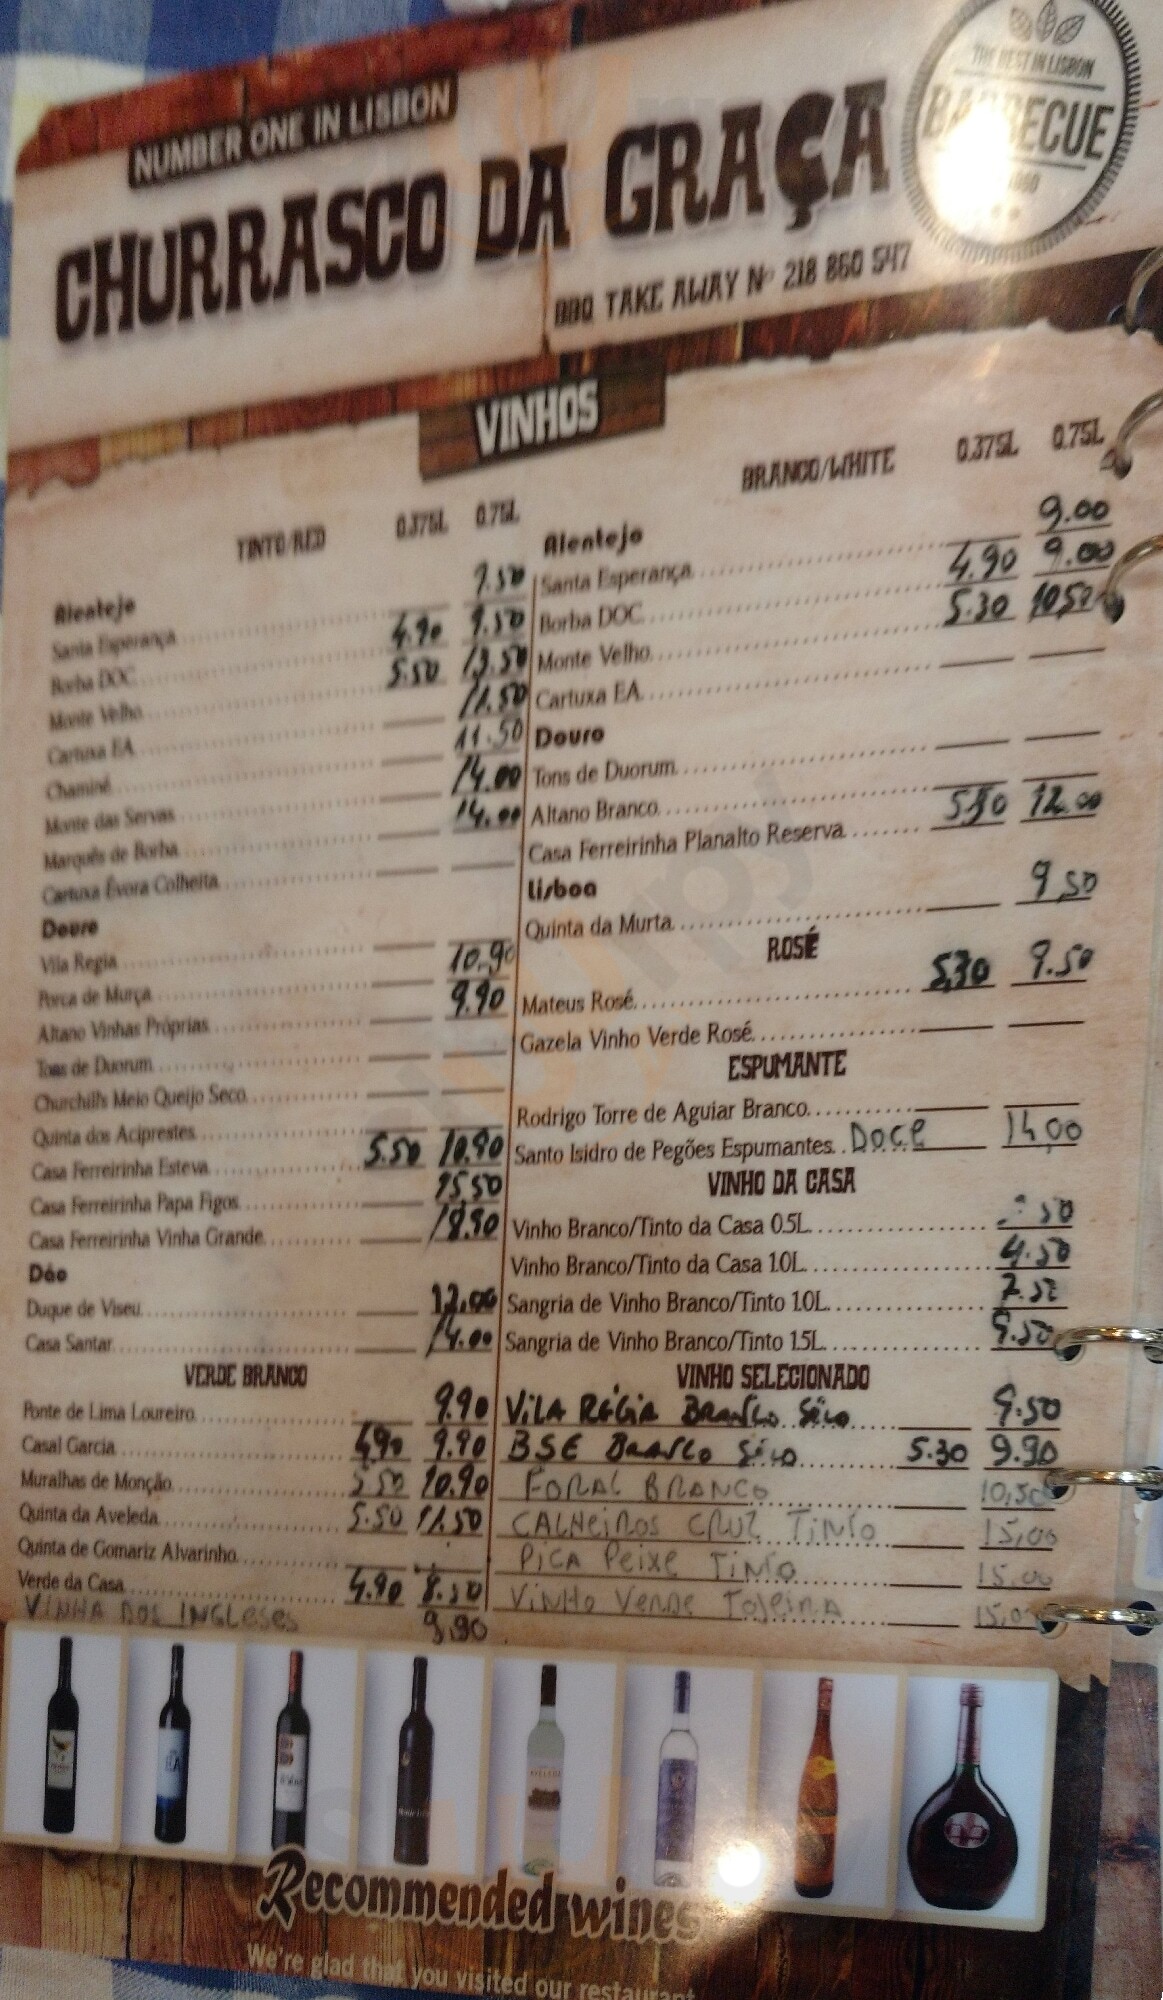 NUMBER ONE IN LISBON
CHURRASCO DA GRAÇA
BBQ TAKE AWAY Nº 218 860 547
THE BEST IN LISBON
BARBECUE
VINHOS
TINTO/RED 0.375L 0.75L
Alentejo
Santa Esperança 7.50
Borba DOC 4.90 9.50
Monte Velho 5.50 13.50
Cartuxa EA 11.50
Chaminé 11.50
Monte das Servas 14.00
Marquês de Borba 14.00
Cartuxa Évora Colheita
Douro
Vila Regia
Porca de Murça 10.90
Altano Vinhas Próprias 9.90
Tons de Duorum
Churchills Meio Queijo Seco
Quinta dos Aciprestes
Casa Ferreirinha Esteva 5.50 10.90
Casa Ferreirinha Papa Figos 15,50
Casa Ferreirinha Vinha Grande 18.90
Dão
Duque de Viseu 12.00
Casa Santar 14.00
VERDE BRANCO
Ponte de Lima Loureiro 9.90
Casal Garcia 4,90 9.90
Muralhas de Monção 5.50 10.90
Quinta da Aveleda 5.50 11.50
Quinta de Gomariz Alvarinho
Verde da Casa 4.90 8.50
VINHA DOS INGLESES 9,90
BRANCO/WHITE 0.375L 0.75L
Alentejo
Santa Esperança 9.00
Borba DOC 4.90 9.00
Monte Velho 5.30 10,50
Cartuxa EA
Douro
Tons de Duorum
Altano Branco
Casa Ferreirinha Planalto Reserva 12.00
Lisboa
Quinta da Murta 9,50
ROSÉ
Mateus Rosé 5,30 9.50
Gazela Vinho Verde Rosé
ESPUMANTE
Rodrigo Torre de Aguiar Branco
Santo Isidro de Pegões Espumantes DOCE 14,00
VINHO DA CASA
Vinho Branco/Tinto da Casa 0.5L
Vinho Branco/Tinto da Casa 1.0L 4.50
Sangria de Vinho Branco/Tinto 1.0L 7.50
Sangria de Vinho Branco/Tinto 1.5L 9.50
VINHO SELECIONADO
ViLA RÉGiA BRANCO SêCO 9.50
BSE BRANCO SêCO 5.30 9.90
FORAL BRANCO 10,50
CALHEIROS CRUZ TINTO 15,00
PICA Peixe TINTO 15.00
VINHO VerDE TOJeirA 15,0
Recommended wines
We're glad that you visited our restaurant